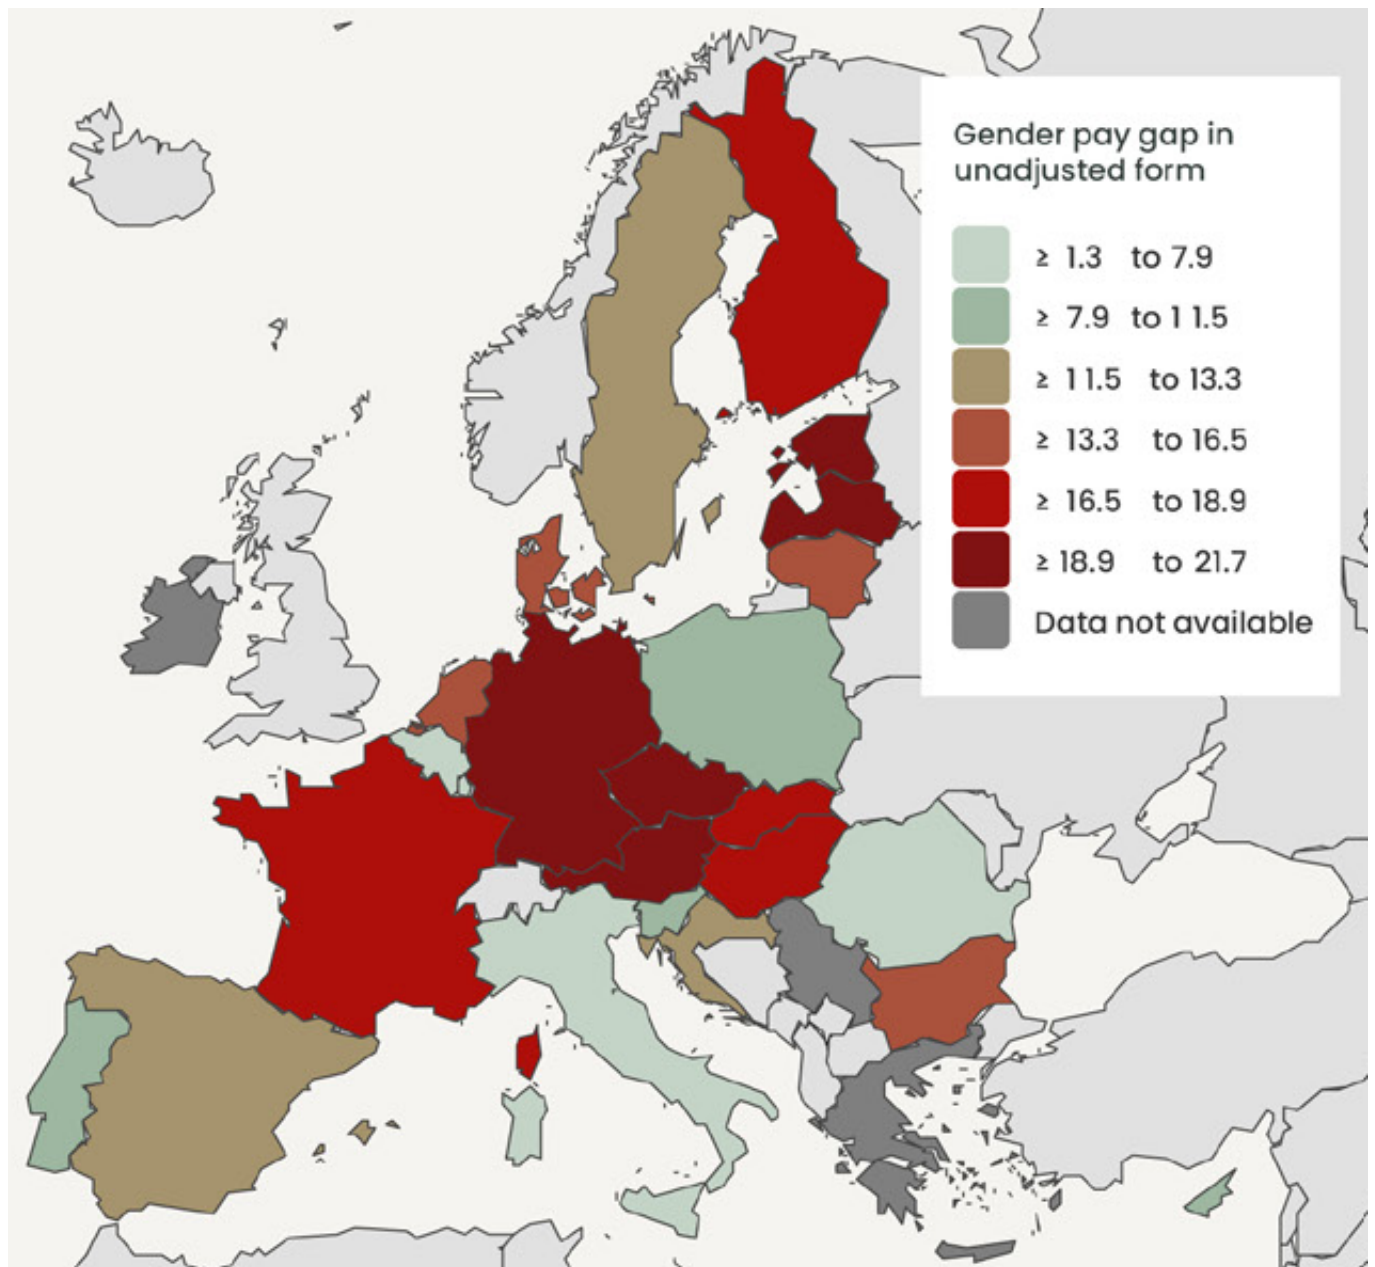 Gender pay gap in
unadjusted form
≥ 1.3 to 7.9
≥ 7.9 to 11.5
≥ 11.5 to 13.3
≥ 13.3 to 16.5
≥ 16.5 to 18.9
≥ 18.9 to 21.7
Data not available